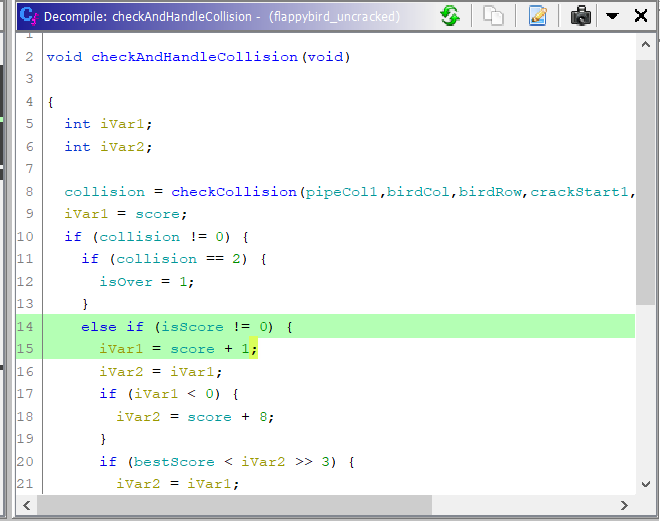 Decompile: checkAndHandleCollision - (flappybird_uncracked)
1
2 void checkAndHandleCollision(void)
3
4 {
5 int iVar1;
6 int iVar2;
7
8 collision = checkCollision(pipeCol1,birdCol,birdRow,crackStart1,
9 iVar1 = score;
10 if (collision != 0) {
11 if (collision == 2) {
12 isOver = 1;
13 }
14 else if (isScore != 0) {
15 iVar1 = score + 1;
16 iVar2 = iVar1;
17 if (iVar1 < 0) {
18 iVar2 = score + 8;
19 }
20 if (bestScore < iVar2 >> 3) {
21 iVar2 = iVar1;